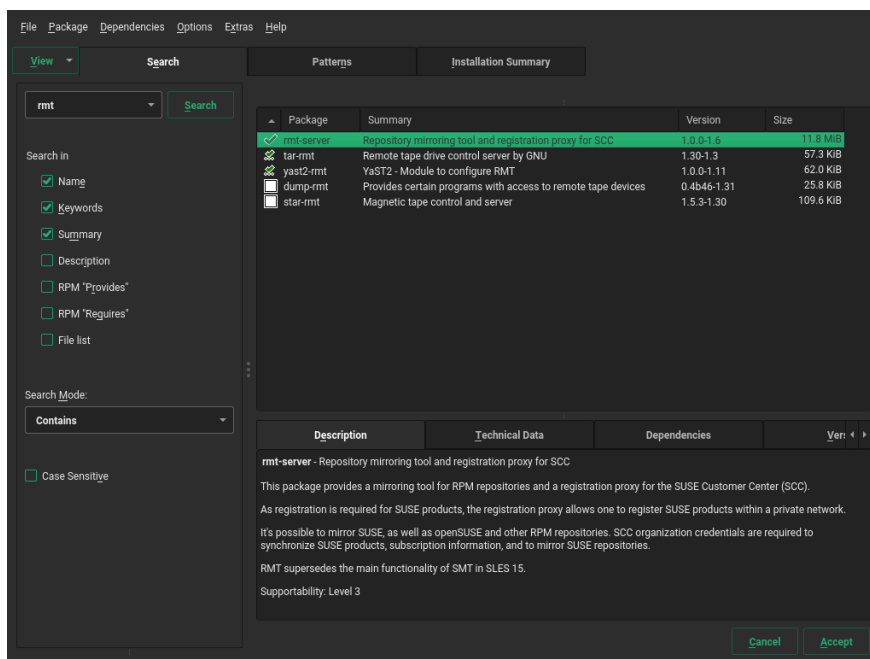 File Package Dependencies Options Extras Help
View Search Patterns Installation Summary
rmt Search
Search in
Name
Keywords
Summary
Description
RPM "Provides"
RPM "Requires"
File list
Search Mode:
Contains
Case Sensitive
Package Summary Version Size
rmt-server Repository mirroring tool and registration proxy for SCC 1.0.0-1.6 11.8 MiB
tar-rmt Remote tape drive control server by GNU 1.30-1.3 57.3 KiB
yast2-rmt YaST2 - Module to configure RMT 1.0.0-1.11 62.0 KiB
dump-rmt Provides certain programs with access to remote tape devices 0.4b46-1.31 25.8 KiB
star-rmt Magnetic tape control and server 1.5.3-1.30 109.6 KiB
Description Technical Data Dependencies Vers
rmt-server - Repository mirroring tool and registration proxy for SCC
This package provides a mirroring tool for RPM repositories and a registration proxy for the SUSE Customer Center (SCC).
As registration is required for SUSE products, the registration proxy allows one to register SUSE products within a private network.
It's possible to mirror SUSE, as well as openSUSE and other RPM repositories. SCC organization credentials are required to
synchronize SUSE products, subscription information, and to mirror SUSE repositories.
RMT supersedes the main functionality of SMT in SLES 15.
Supportability: Level 3
Cancel Accept